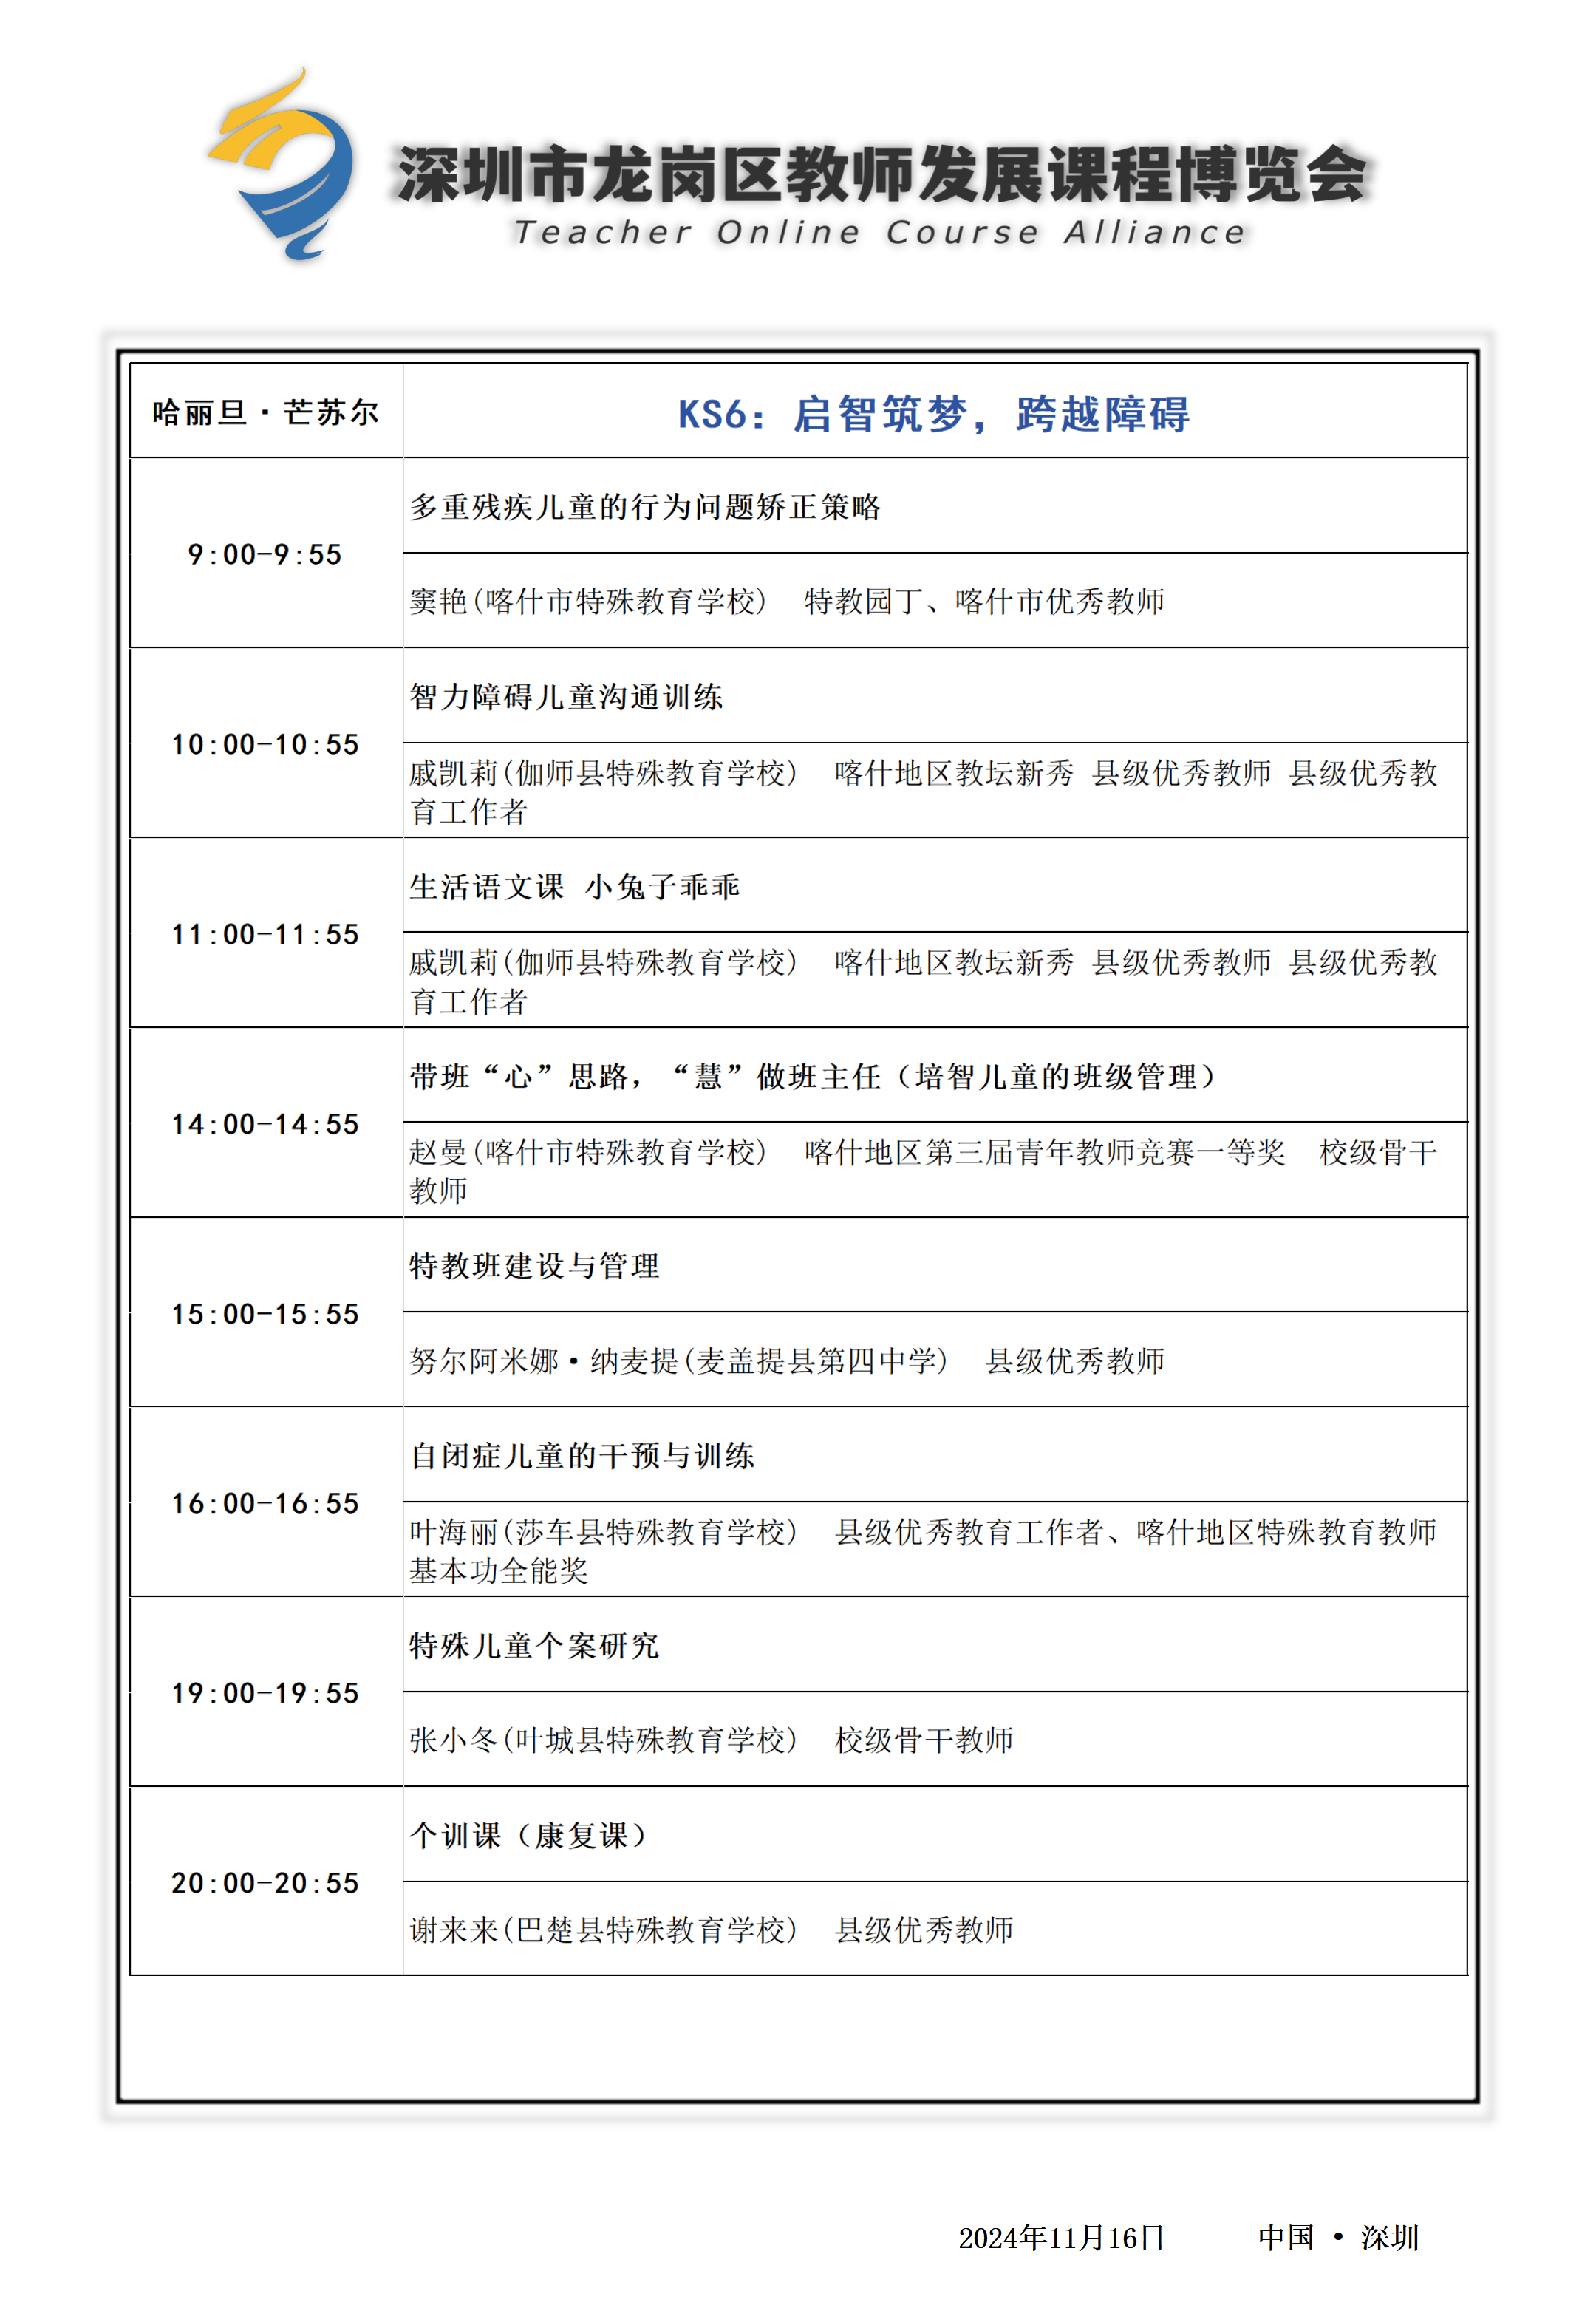 深圳市龙岗区教师发展课程博览会
Teacher Online Course Alliance
哈丽旦·芒苏尔
KS6：启智筑梦，跨越障碍
9:00-9:55
多重残疾儿童的行为问题矫正策略
窦艳(喀什市特殊教育学校) 特教园丁、喀什市优秀教师
10:00-10:55
智力障碍儿童沟通训练
戚凯莉(伽师县特殊教育学校) 喀什地区教坛新秀 县级优秀教师 县级优秀教
育工作者
11:00-11:55
生活语文课 小兔子乖乖
戚凯莉(伽师县特殊教育学校) 喀什地区教坛新秀 县级优秀教师 县级优秀教
育工作者
14:00-14:55
带班“心”思路，“慧”做班主任（培智儿童的班级管理）
赵曼(喀什市特殊教育学校) 喀什地区第三届青年教师竞赛一等奖 校级骨干
教师
15:00-15:55
特教班建设与管理
努尔阿米娜·纳麦提(麦盖提县第四中学) 县级优秀教师
16:00-16:55
自闭症儿童的干预与训练
叶海丽(莎车县特殊教育学校) 县级优秀教育工作者、喀什地区特殊教育教师
基本功全能奖
19:00-19:55
特殊儿童个案研究
张小冬(叶城县特殊教育学校) 校级骨干教师
20:00-20:55
个训课（康复课）
谢来来(巴楚县特殊教育学校) 县级优秀教师
2024年11月16日 中国 · 深圳